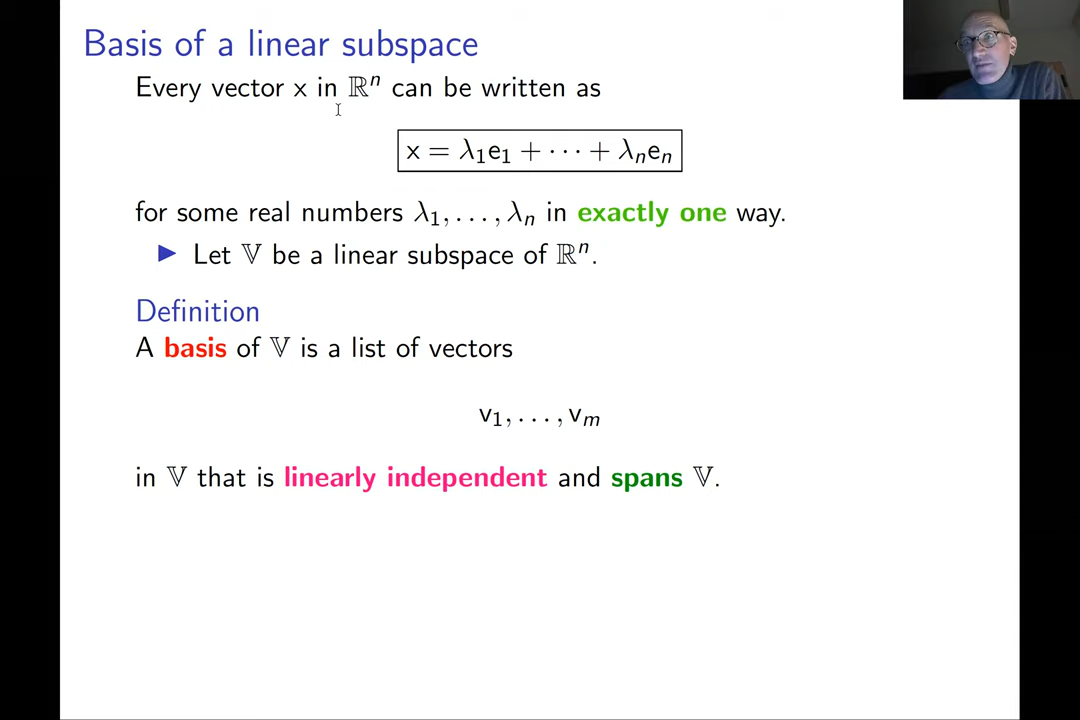 Basis of a linear subspace
Every vector x in ℝⁿ can be written as
x = λ₁e₁ + ⋯ + λₙeₙ
for some real numbers λ₁, . . . , λₙ in exactly one way.
▶ Let 𝕍 be a linear subspace of ℝⁿ.
Definition
A basis of 𝕍 is a list of vectors
v₁, . . . , vₘ
in 𝕍 that is linearly independent and spans 𝕍.